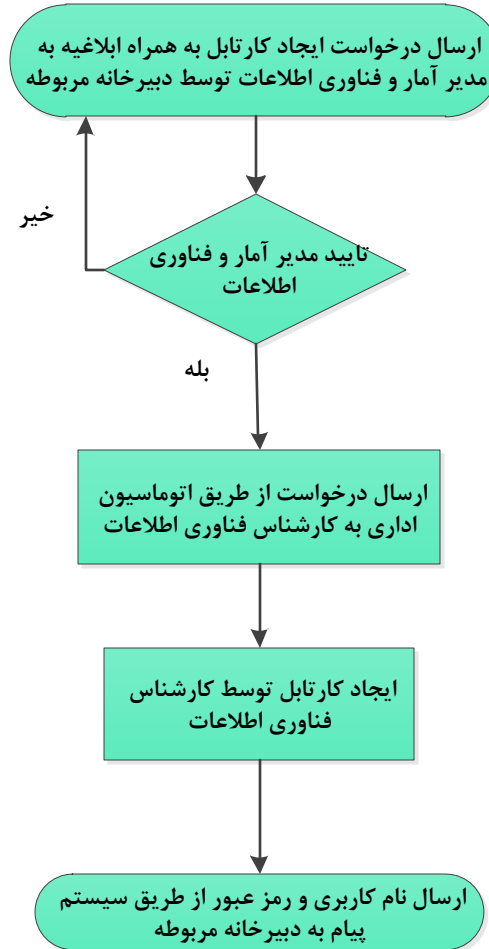 ارسال درخواست ایجاد کارتابل به همراه ابلاغیه به
مدیر آمار و فناوری اطلاعات توسط دبیرخانه مربوطه
خیر
تایید مدیر آمار و فناوری
اطلاعات
بله
ارسال درخواست از طریق اتوماسیون
اداری به کارشناس فناوری اطلاعات
ایجاد کارتابل توسط کارشناس
فناوری اطلاعات
ارسال نام کاربری و رمز عبور از طریق سیستم
پیام به دبیرخانه مربوطه